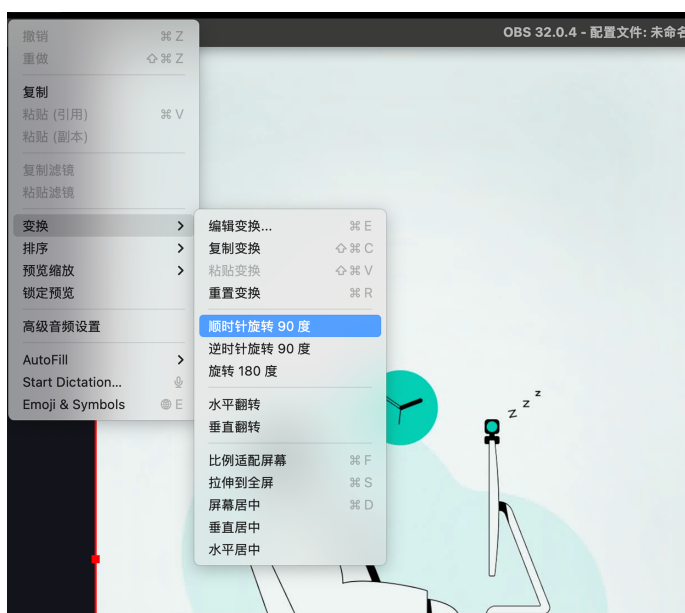 OBS 32.0.4 - 配置文件: 未命名
撤销 ⌘ Z
重做 ⇧ ⌘ Z
复制
粘贴 (引用) ⌘ V
粘贴 (副本)
复制滤镜
粘贴滤镜
变换
排序
预览缩放
锁定预览
高级音频设置
AutoFill
Start Dictation...
Emoji & Symbols E
编辑变换... ⌘ E
复制变换 ⇧ ⌘ C
粘贴变换 ⇧ ⌘ V
重置变换 ⌘ R
顺时针旋转 90 度
逆时针旋转 90 度
旋转 180 度
水平翻转
垂直翻转
比例适配屏幕 ⌘ F
拉伸到全屏 ⌘ S
屏幕居中 ⌘ D
垂直居中
水平居中
z z z